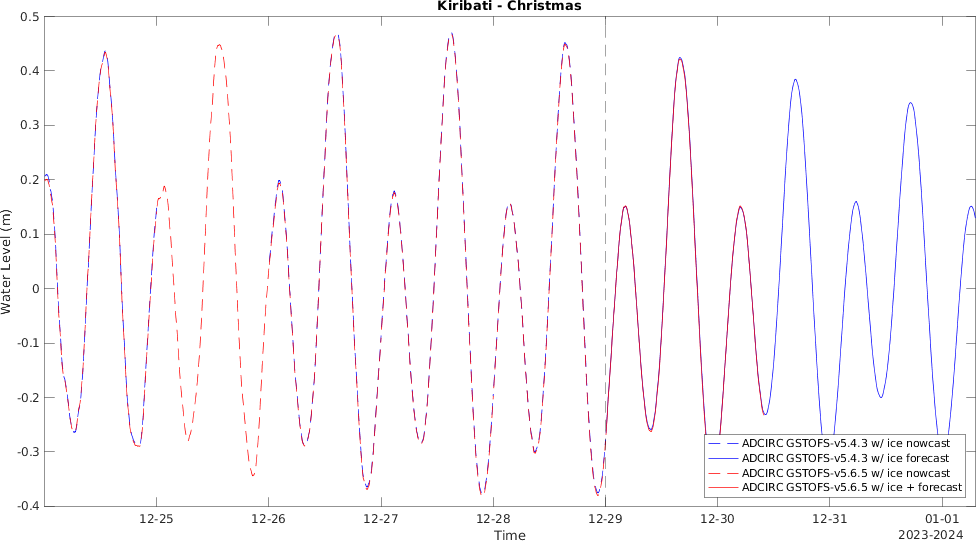 Kiribati - Christmas
0.5
0.4
0.3
0.2
0.1
0
-0.1
-0.2
-0.3
-0.4
Water Level (m)
12-25
12-26
12-27
12-28
12-29
12-30
12-31
01-01
Time
2023-2024
ADCIRC GSTOFS-v5.4.3 w/ ice nowcast
ADCIRC GSTOFS-v5.4.3 w/ ice forecast
ADCIRC GSTOFS-v5.6.5 w/ ice nowcast
ADCIRC GSTOFS-v5.6.5 w/ ice + forecast